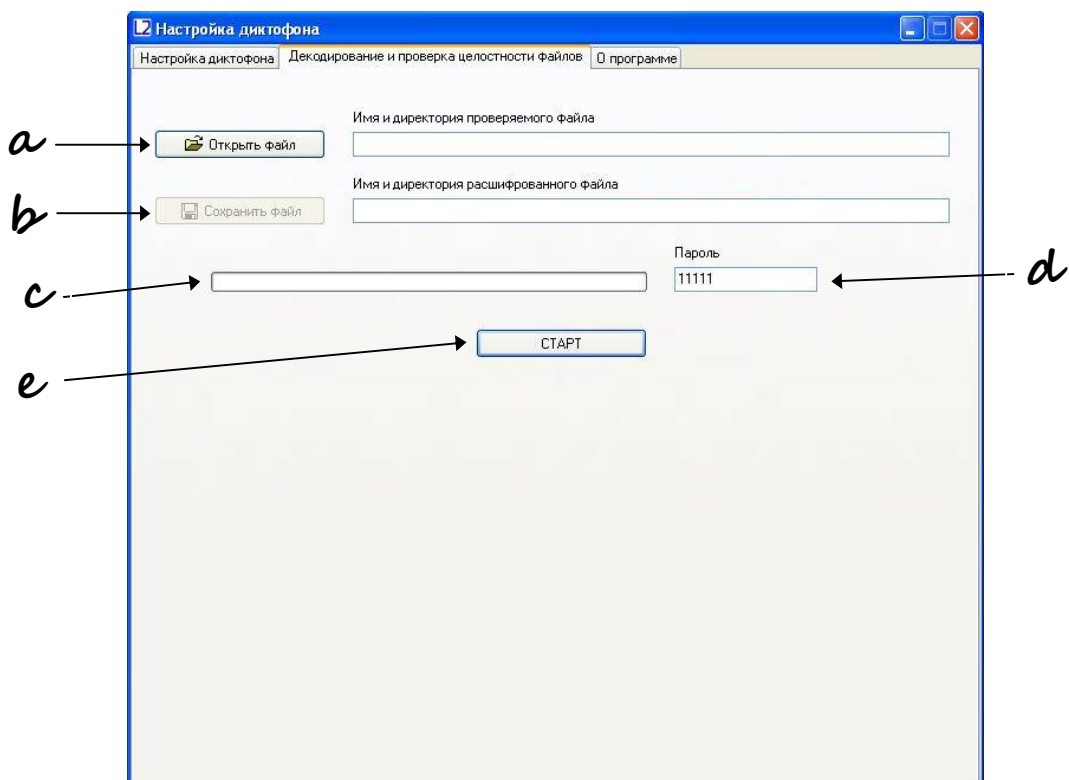 Настройка диктофона
Настройка диктофона Декодирование и проверка целостности файлов О программе
Имя и директория проверяемого файла
a Открыть файл
Имя и директория расшифрованного файла
b Сохранить файл
Пароль
c 11111 d
СТАРТ
e